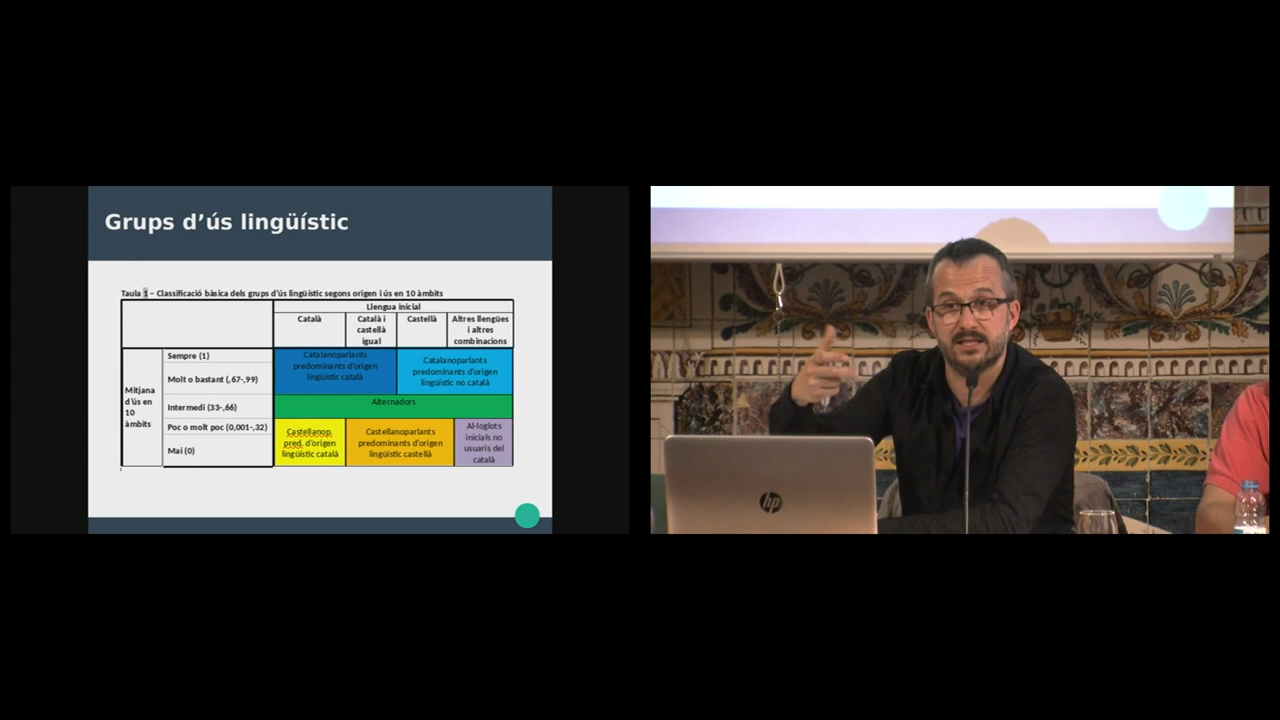 Grups d'ús lingüístic
Taula 1 – Classificació bàsica dels grups d'ús lingüistic segons origen i ús en 10 àmbits
Llengua inicial
Català
Català i
castellà
igual
Castellà
Altres llengües
i altres
combinacions
Mitjana
d'ús en
10
àmbits
Sempre (1)
Molt o bastant (,67-,99)
Intermedi (33-,66)
Poc o molt poc (0,001-,32)
Mai (0)
Catalanoparlants
predominants d'origen
lingüístic català
Catalanoparlants
predominants d'origen
lingüístic no català
Alternadors
Castellanop.
pred. d'origen
lingüístic català
Castellanoparlants
predominants d'origen
lingüístic castellà
Al·loglots
inicials no
usuaris del
català
hp